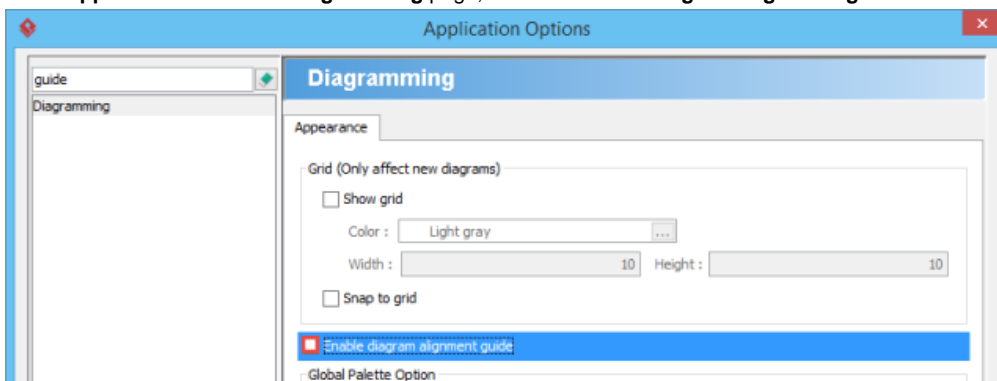 Application Options
guide
Diagramming
Diagramming
Appearance
Grid (Only affect new diagrams)
Show grid
Color : Light gray ...
Width : 10 Height : 10
Snap to grid
Enable diagram alignment guide
Global Palette Option